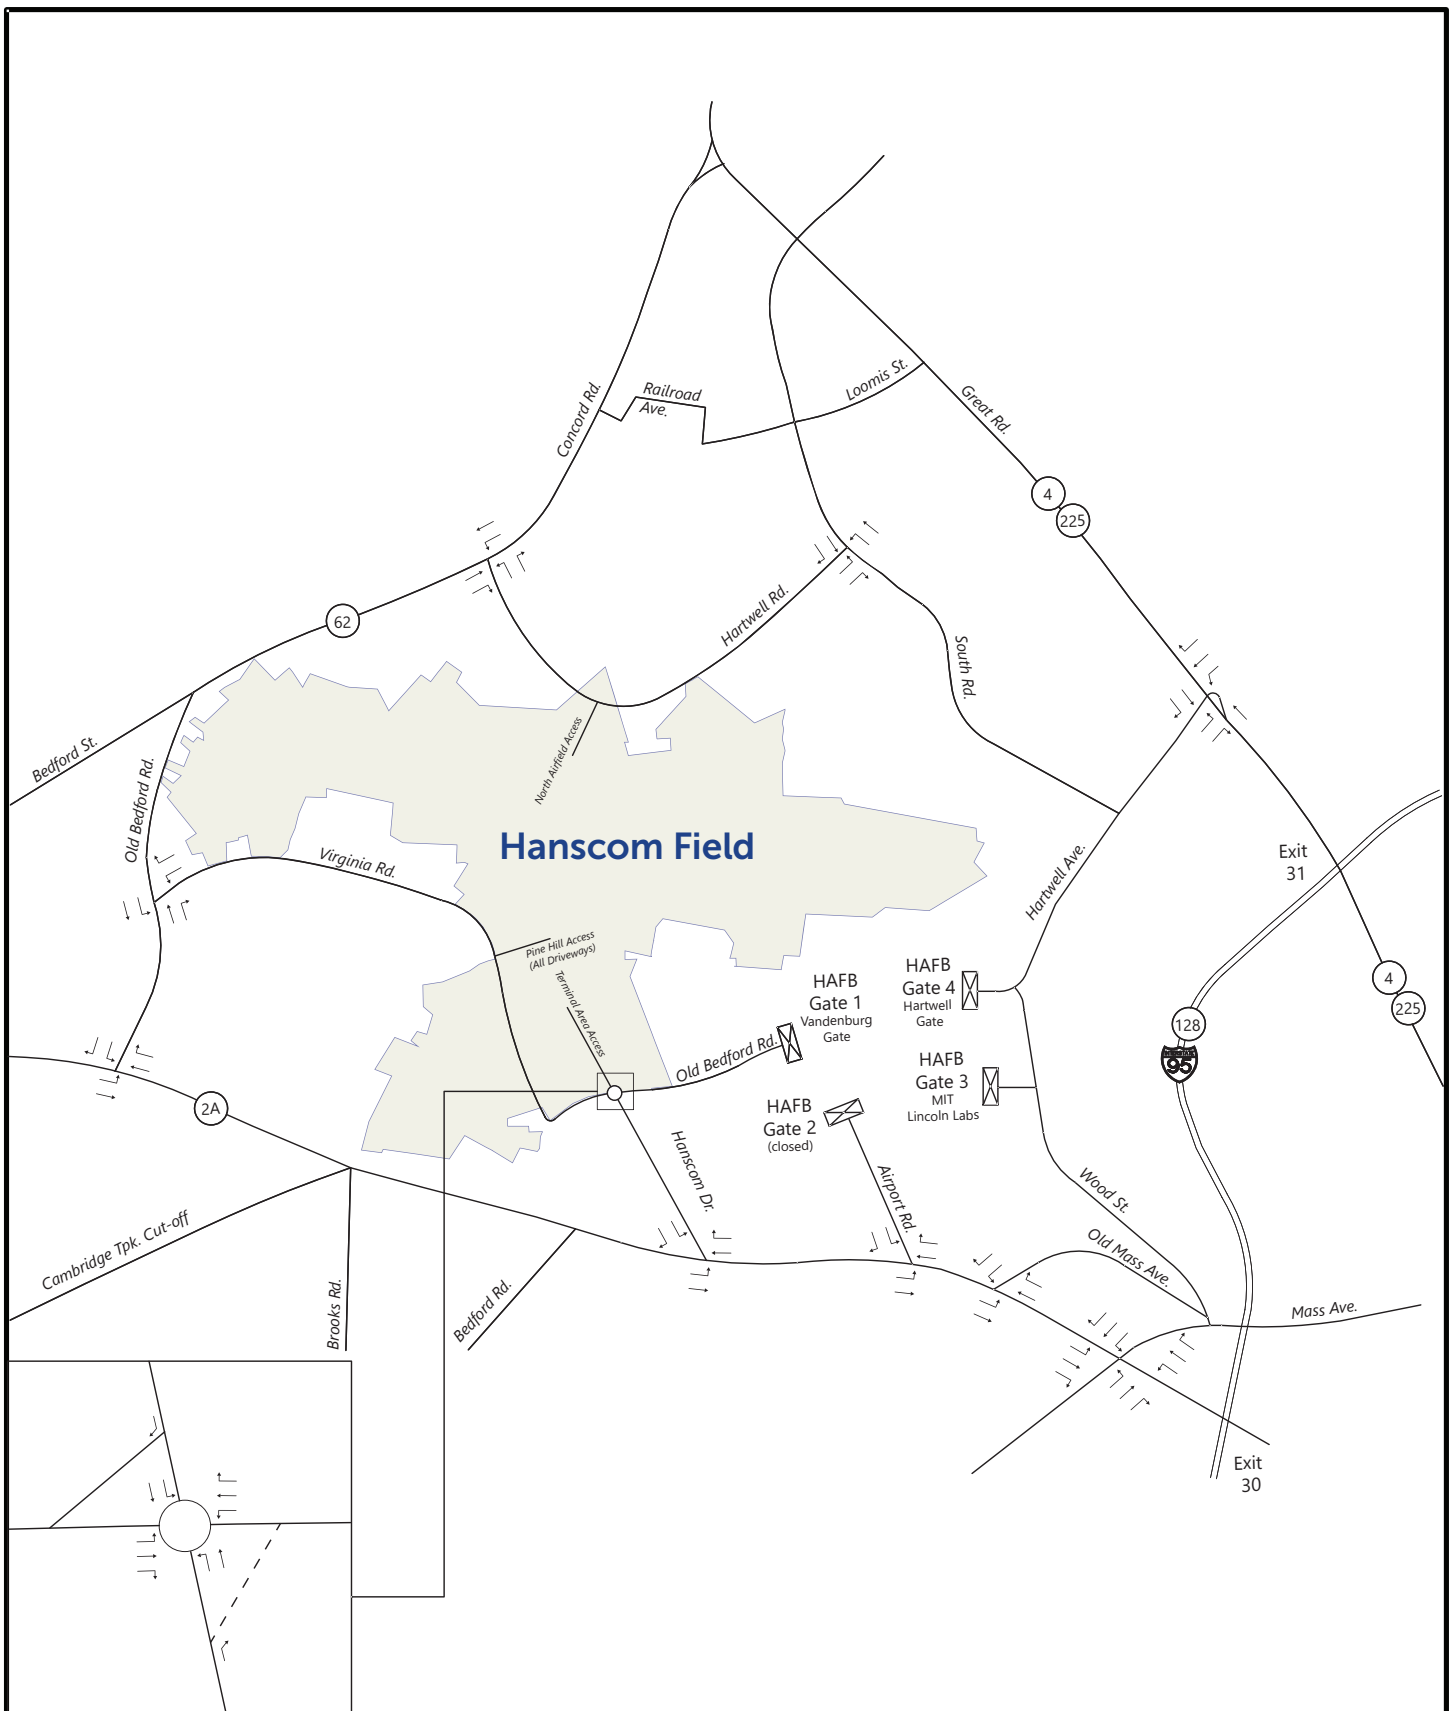 Concord Rd.
Railroad
Ave.
Loomis St.
Great Rd.
4
225
62
Hartwell Rd.
South Rd.
Bedford St.
Old Bedford Rd.
North Airfield Access
Hanscom Field
Virginia Rd.
Hartwell Ave.
Exit
31
Pine Hill Access
(All Driveways)
Terminal Area Access
HAFB
Gate 1
Vandenburg
Gate
HAFB
Gate 4
Hartwell
Gate
4
225
128
INTERSTATE
95
Old Bedford Rd.
HAFB
Gate 3
MIT
Lincoln Labs
2A
HAFB
Gate 2
(closed)
Hanscom Dr.
Airport Rd.
Wood St.
Cambridge Tpk. Cut-off
Old Mass Ave.
Mass Ave.
Brooks Rd.
Bedford Rd.
Exit
30